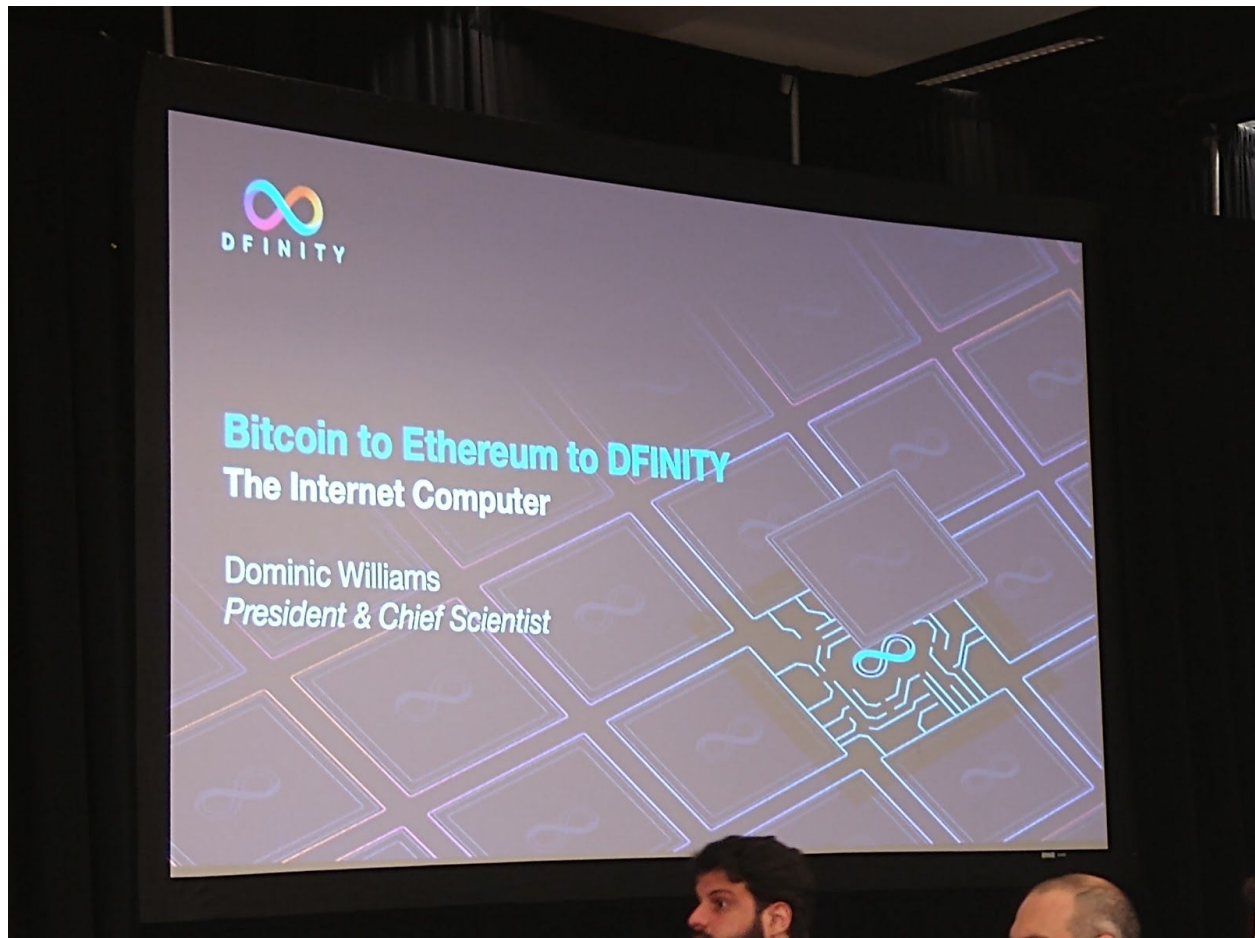 DFINITY
Bitcoin to Ethereum to DFINITY
The Internet Computer
Dominic Williams
President & Chief Scientist